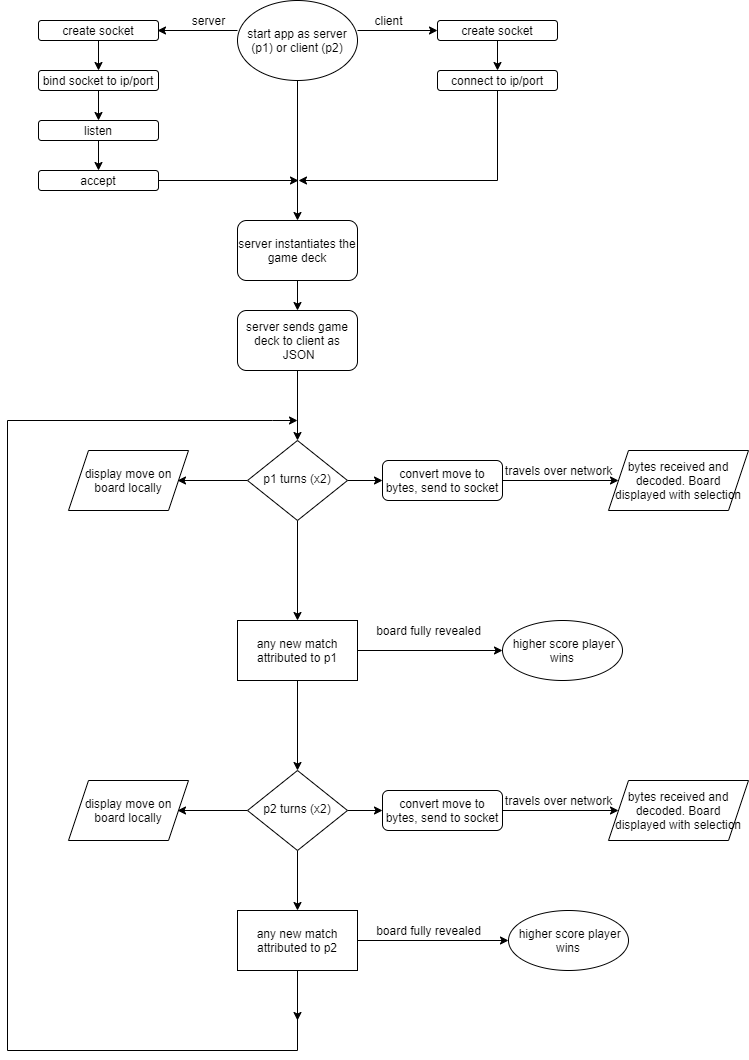 server
start app as server
(p1) or client (p2)
client
create socket
create socket
bind socket to ip/port
connect to ip/port
listen
accept
server instantiates the
game deck
server sends game
deck to client as
JSON
display move on
board locally
p1 turns (x2)
convert move to
bytes, send to socket
travels over network
bytes received and
decoded. Board
displayed with selection
any new match
attributed to p1
board fully revealed
higher score player
wins
display move on
board locally
p2 turns (x2)
convert move to
bytes, send to socket
travels over network
bytes received and
decoded. Board
displayed with selection
any new match
attributed to p2
board fully revealed
higher score player
wins